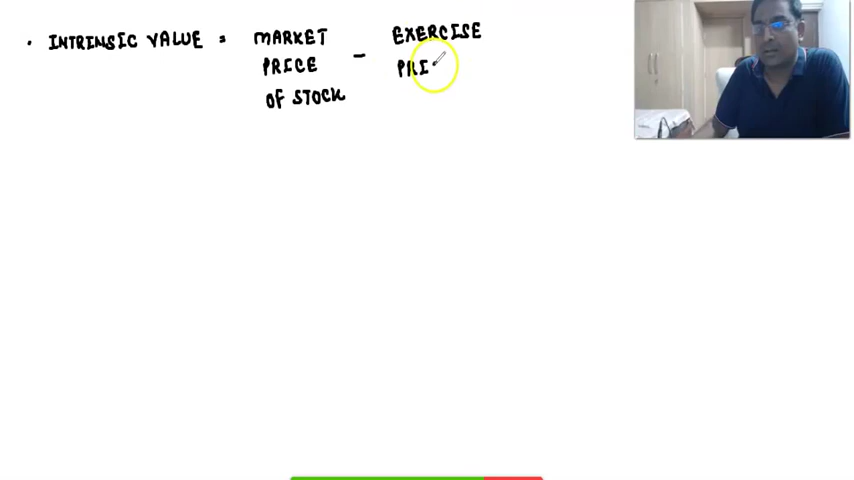 · INTRINSIC VALUE = MARKET PRICE OF STOCK - EXERCISE PRI